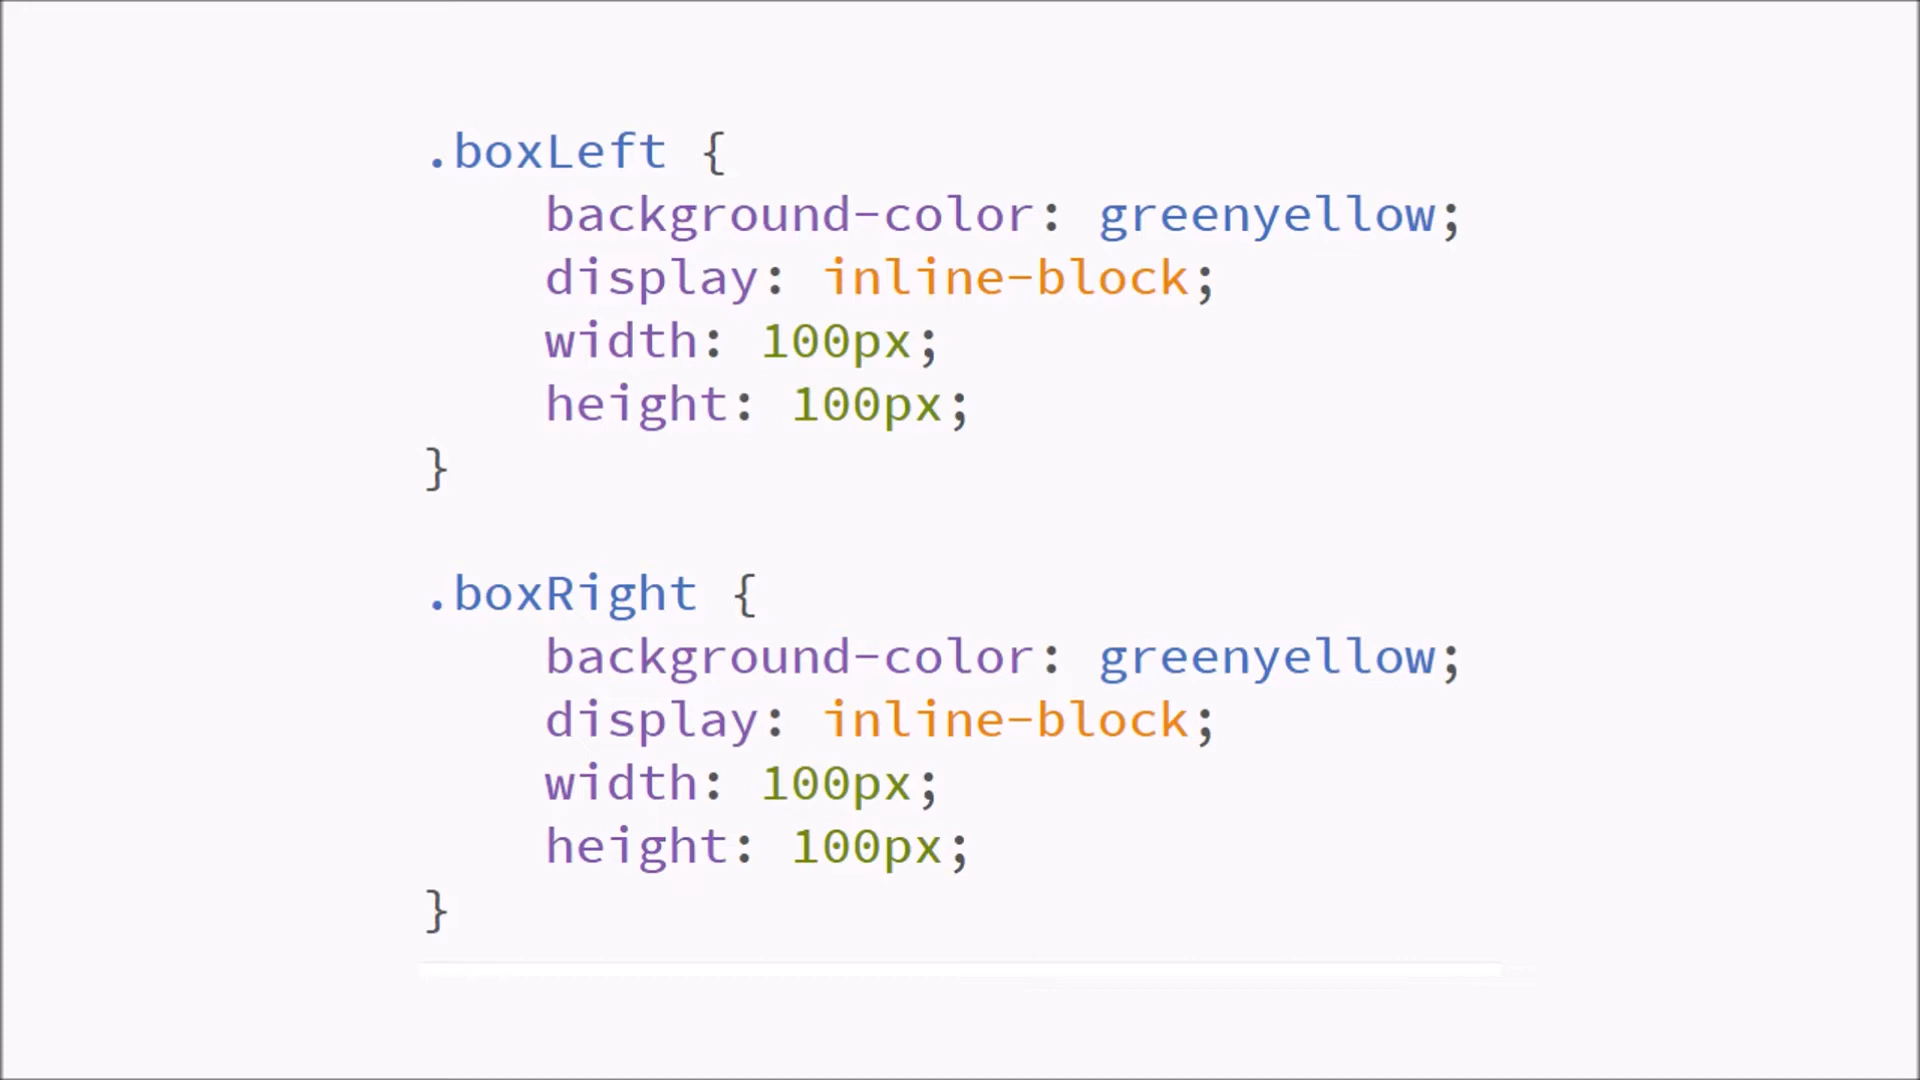 .boxLeft {
    background-color: greenyellow;
    display: inline-block;
    width: 100px;
    height: 100px;
}

.boxRight {
    background-color: greenyellow;
    display: inline-block;
    width: 100px;
    height: 100px;
}